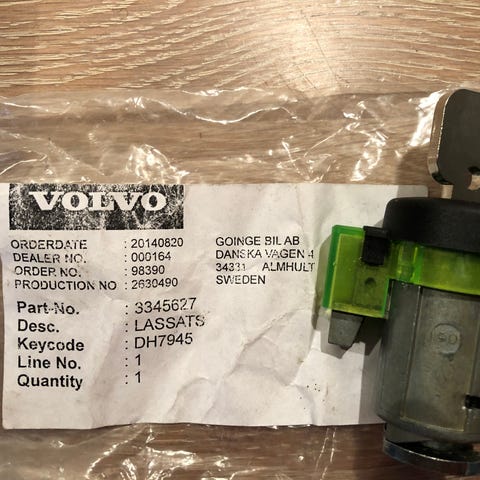 VOLVO
ORDERDATE : 20140820
DEALER NO. : 000164
ORDER NO. : 98390
PRODUCTION NO : 2630490
GOINGE BIL AB
DANSKA VAGEN 4
34331 ALMHULT
SWEDEN
Part-No. : 3345627
Desc. : LASSATS
Keycode : DH7945
Line No. : 1
Quantity : 1